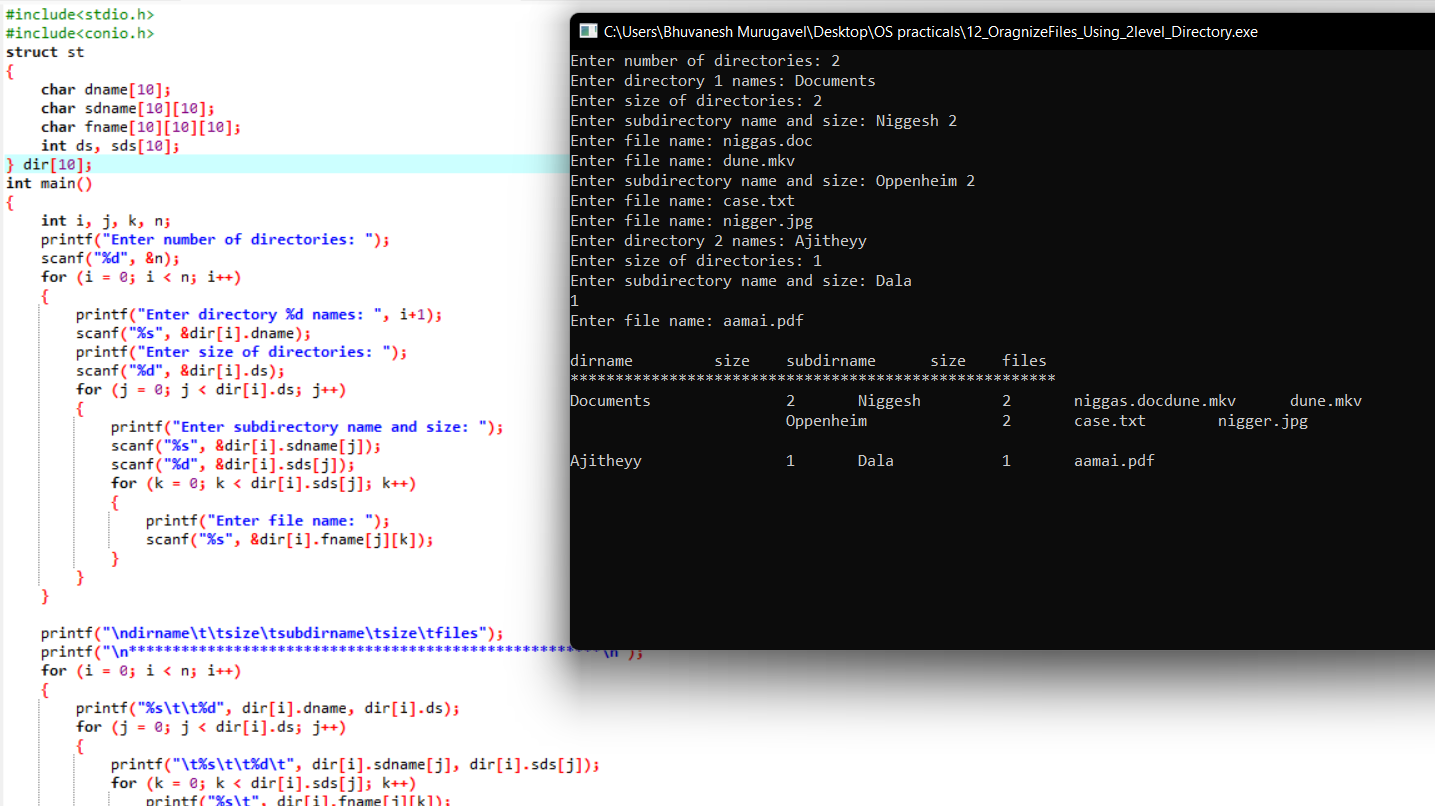 #include<stdio.h>
#include<conio.h>
struct st
{
char dname[10];
char sdname[10][10];
char fname[10][10][10];
int ds, sds[10];
} dir[10];
int main()
{
int i, j, k, n;
printf("Enter number of directories: ");
scanf("%d", &n);
for (i = 0; i < n; i++)
{
printf("Enter directory %d names: ", i+1);
scanf("%s", &dir[i].dname);
printf("Enter size of directories: ");
scanf("%d", &dir[i].ds);
for (j = 0; j < dir[i].ds; j++)
{
printf("Enter subdirectory name and size: ");
scanf("%s", &dir[i].sdname[j]);
scanf("%d", &dir[i].sds[j]);
for (k = 0; k < dir[i].sds[j]; k++)
{
printf("Enter file name: ");
scanf("%s", &dir[i].fname[j][k]);
}
}
}
printf("\ndirname\t\tsize\tsubdirname\tsize\tfiles");
printf("\n******************************************************\n");
for (i = 0; i < n; i++)
{
printf("%s\t\t%d", dir[i].dname, dir[i].ds);
for (j = 0; j < dir[i].ds; j++)
{
printf("\t%s\t\t%d\t", dir[i].sdname[j], dir[i].sds[j]);
for (k = 0; k < dir[i].sds[j]; k++)
printf("%s\t", dir[i].fname[j][k]);
C:\Users\Bhuvanesh Murugavel\Desktop\OS practicals\12_OragnizeFiles_Using_2level_Directory.exe
Enter number of directories: 2
Enter directory 1 names: Documents
Enter size of directories: 2
Enter subdirectory name and size: Niggesh 2
Enter file name: niggas.doc
Enter file name: dune.mkv
Enter subdirectory name and size: Oppenheim 2
Enter file name: case.txt
Enter file name: nigger.jpg
Enter directory 2 names: Ajitheyy
Enter size of directories: 1
Enter subdirectory name and size: Dala
1
Enter file name: aamai.pdf
dirname size subdirname size files
******************************************************
Documents 2 Niggesh 2 niggas.docdune.mkv dune.mkv
Oppenheim 2 case.txt nigger.jpg
Ajitheyy 1 Dala 1 aamai.pdf